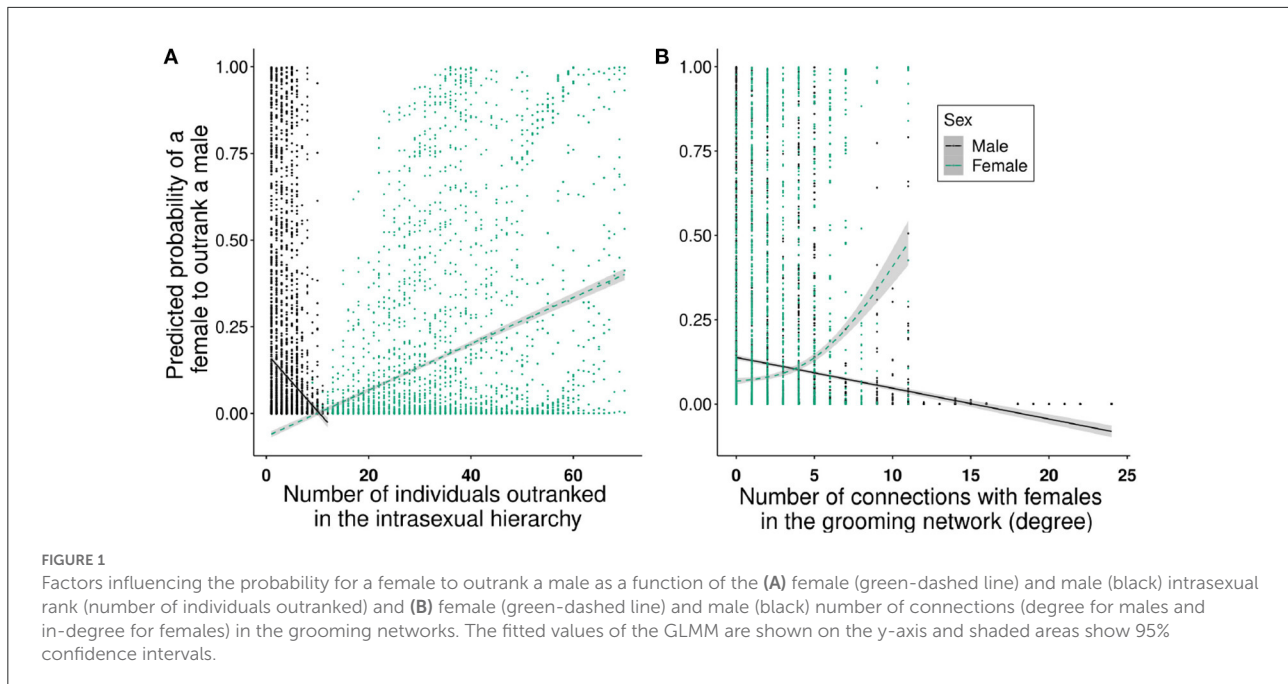 A
B
1.00
0.75
0.50
0.25
0.00
Predicted probability of a
female to outrank a male
0
20
40
60
Number of individuals outranked
in the intrasexual hierarchy
1.00
0.75
0.50
0.25
0.00
Sex
Male
Female
0
5
10
15
20
25
Number of connections with females
in the grooming network (degree)
FIGURE 1
Factors influencing the probability for a female to outrank a male as a function of the (A) female (green-dashed line) and male (black) intrasexual
rank (number of individuals outranked) and (B) female (green-dashed line) and male (black) number of connections (degree for males and
in-degree for females) in the grooming networks. The fitted values of the GLMM are shown on the y-axis and shaded areas show 95%
confidence intervals.